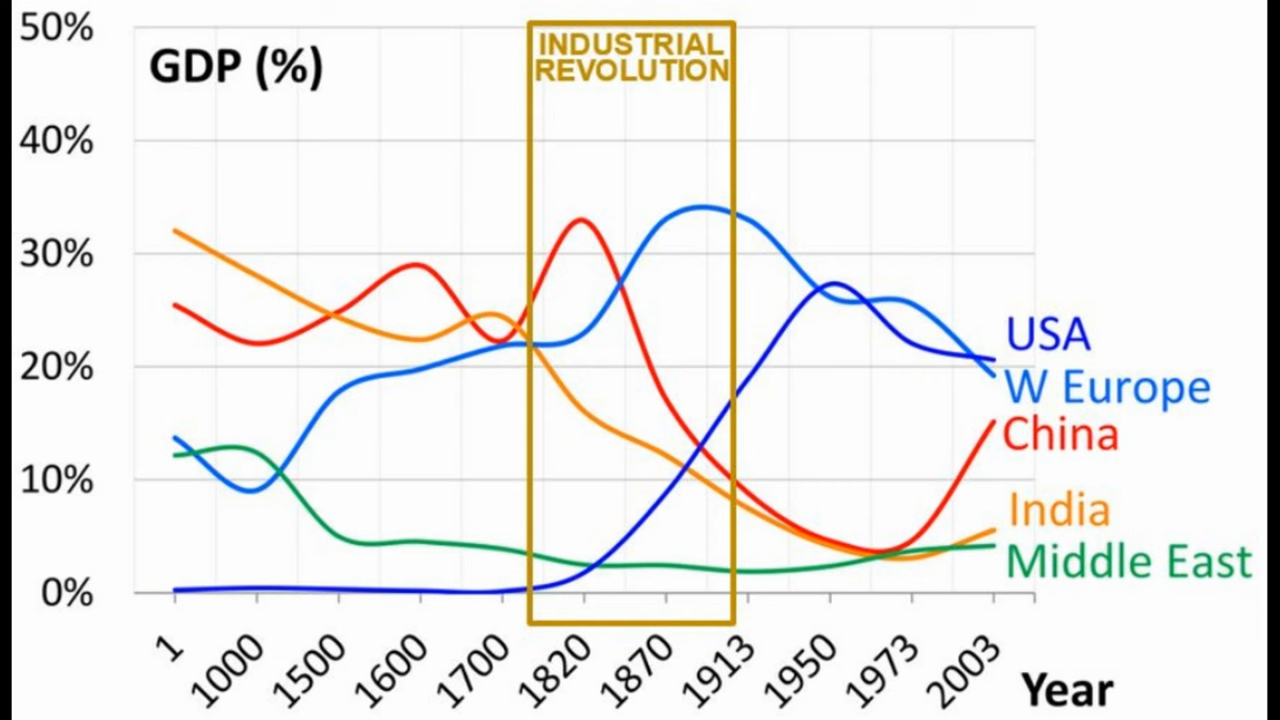 50%
INDUSTRIAL
REVOLUTION
GDP (%)
40%
30%
20%
10%
0%
USA
W Europe
China
India
Middle East
1
1000
1500
1600
1700
1820
1870
1913
1950
1973
2003
Year